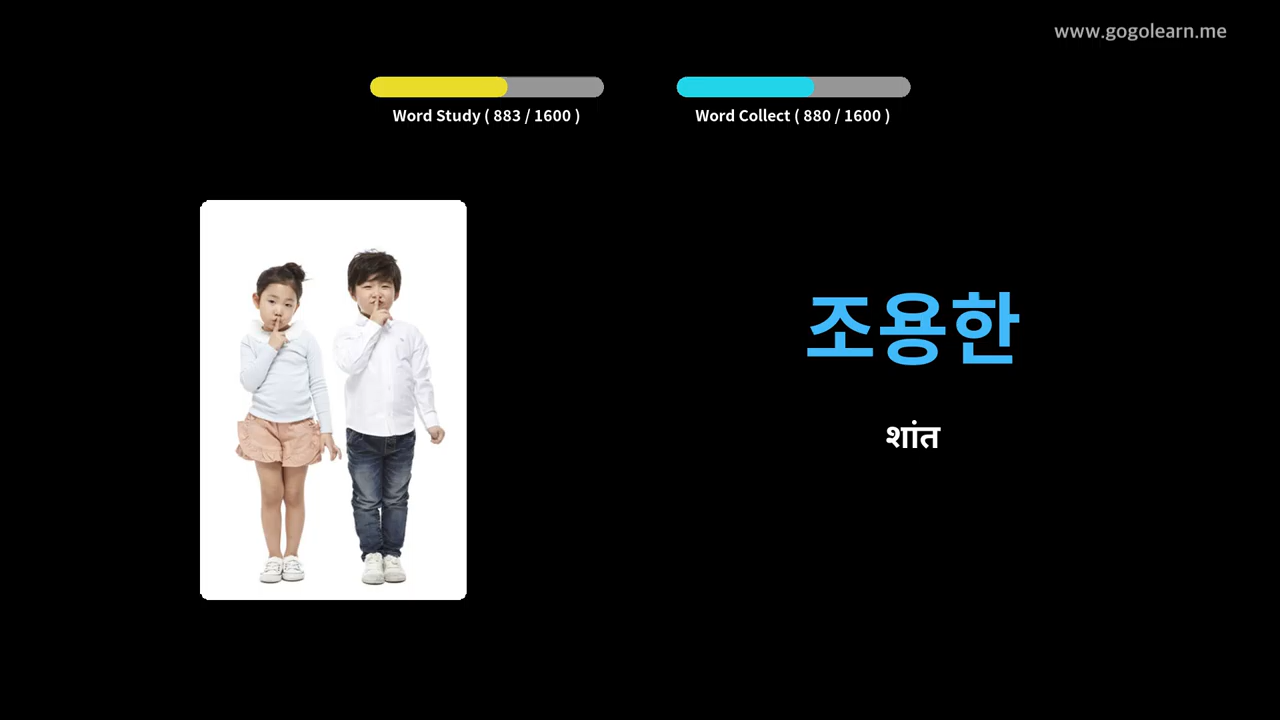 www.gogolearn.me
Word Study ( 883 / 1600 )
Word Collect ( 880 / 1600 )
조용한
शांत